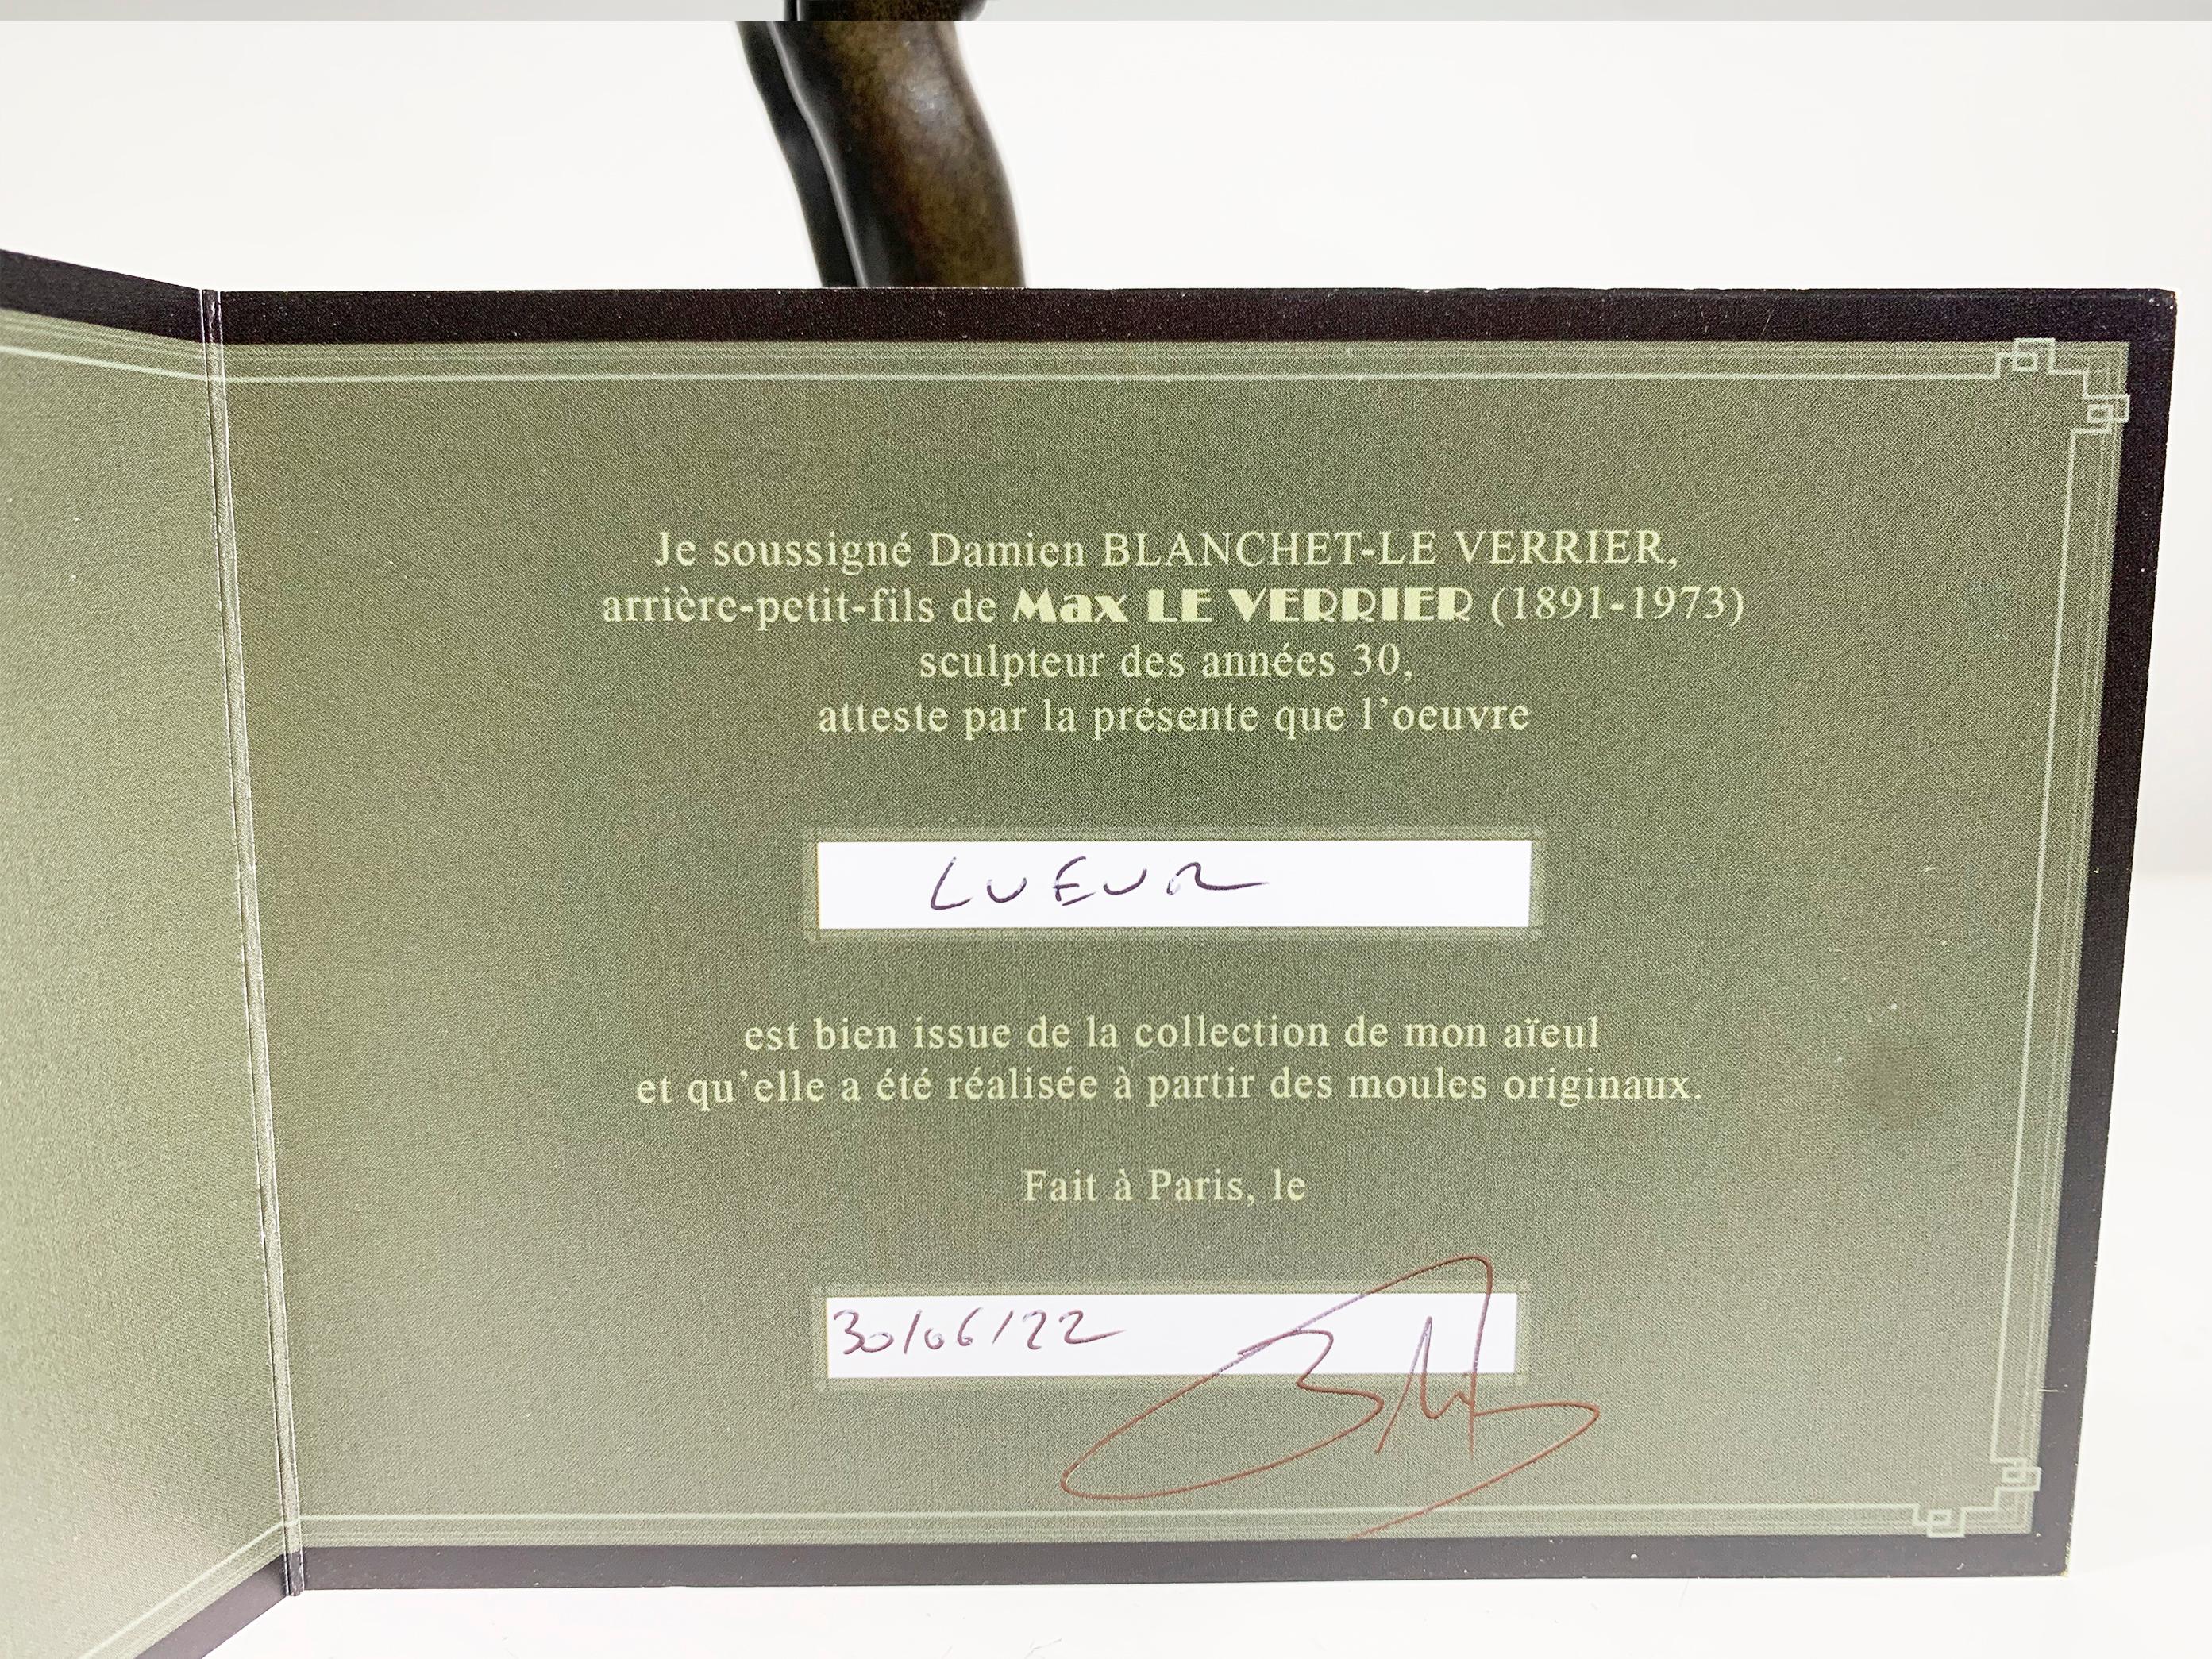 Je soussigné Damien BLANCHET-LE VERRIER,
arrière-petit-fils de Max LE VERRIER (1891-1973)
sculpteur des années 30,
atteste par la présente que l'oeuvre
LUEUR
est bien issue de la collection de mon aïeul
et qu'elle a été réalisée à partir des moules originaux.
Fait à Paris, le
30/06/22